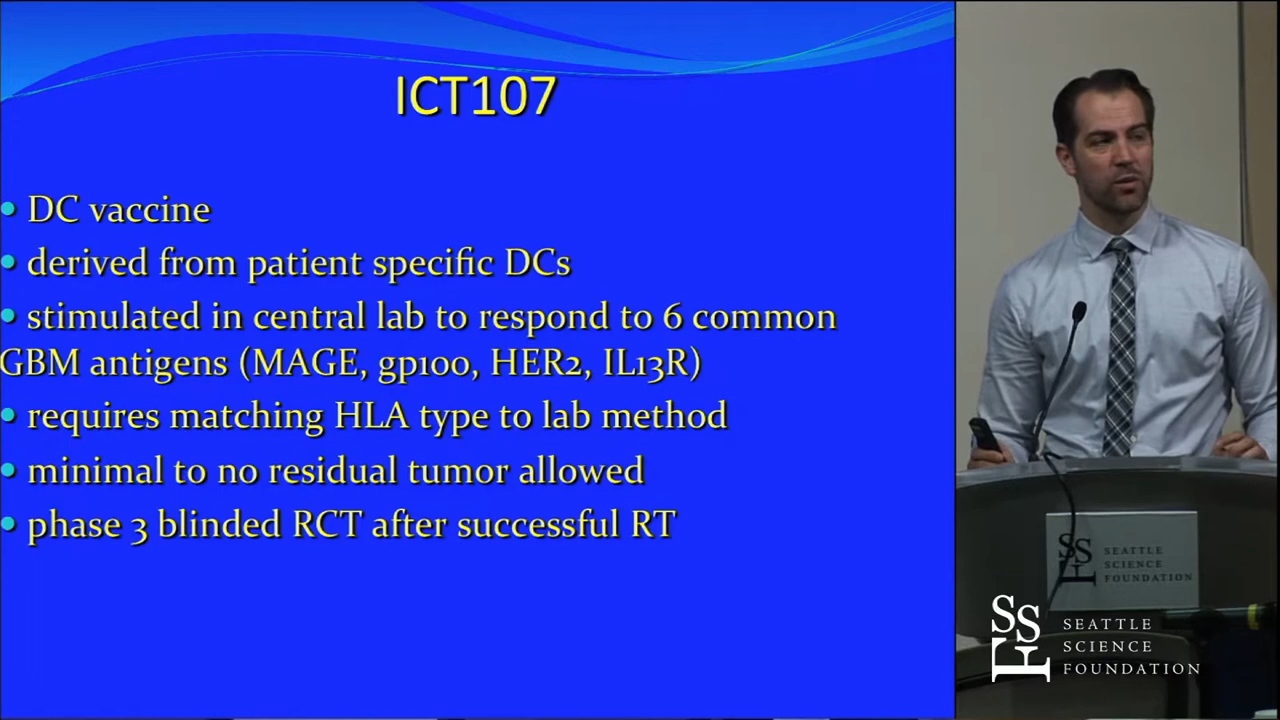 ICT107
• DC vaccine
• derived from patient specific DCs
• stimulated in central lab to respond to 6 common
GBM antigens (MAGE, gp100, HER2, IL13R)
• requires matching HLA type to lab method
• minimal to no residual tumor allowed
• phase 3 blinded RCT after successful RT
SSF
SEATTLE
SCIENCE
FOUNDATION
SSF
SEATTLE
SCIENCE
FOUNDATION